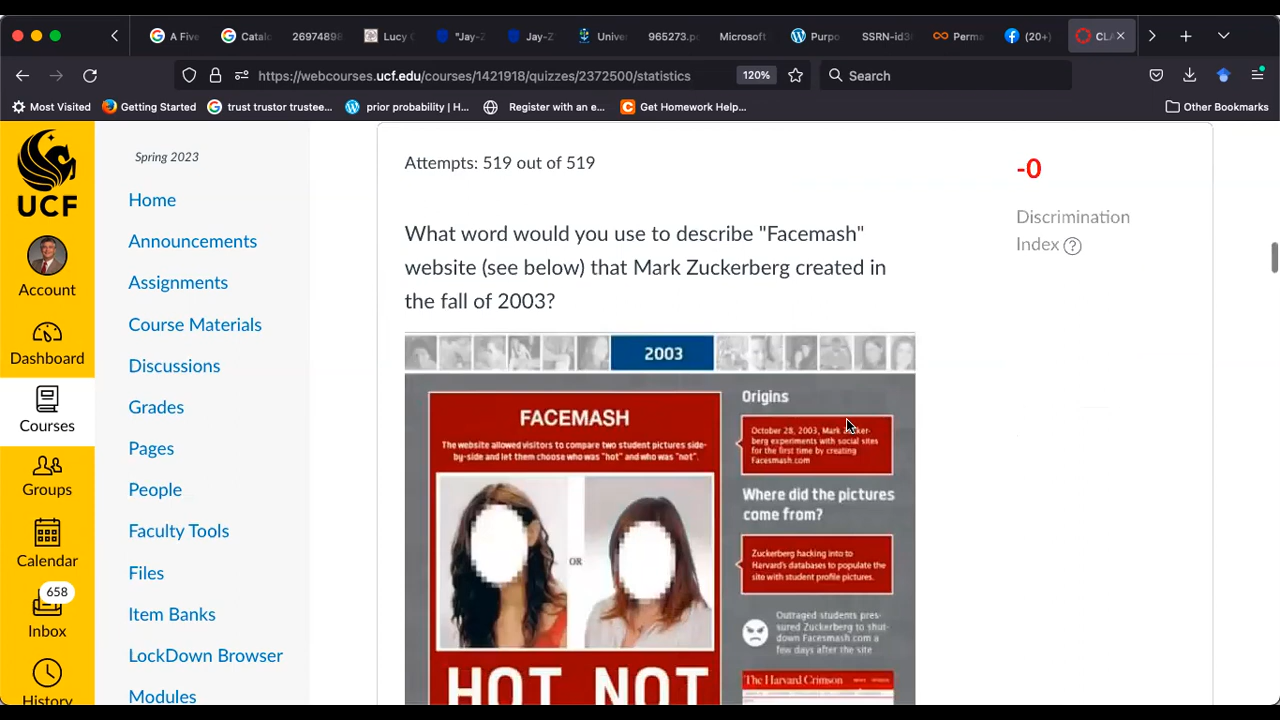 A Five
Catalo
26974898
Lucy
"Jay-Z
Jay-Z
Unive
965273.p
Microsoft
Purpo
SSRN-id3
Perma
(20+)
CLA
https://webcourses.ucf.edu/courses/1421918/quizzes/2372500/statistics
120%
Search
Most Visited
Getting Started
trust trustor trustee...
prior probability | H...
Register with an e...
Get Homework Help...
Other Bookmarks
UCF
Account
Dashboard
Courses
Groups
Calendar
658
Inbox
History
Spring 2023
Home
Announcements
Assignments
Course Materials
Discussions
Grades
Pages
People
Faculty Tools
Files
Item Banks
LockDown Browser
Modules
Attempts: 519 out of 519
-0
Discrimination
Index ?
What word would you use to describe "Facemash"
website (see below) that Mark Zuckerberg created in
the fall of 2003?
2003
FACEMASH
The website allowed visitors to compare two student pictures side-
by-side and let them choose who was "hot" and who was "not".
OR
HOT NOT
Origins
October 28, 2003, Mark Zucker-
berg experiments with social sites
for the first time by creating
Facesmash.com
Where did the pictures
come from?
Zuckerberg hacking into to
Harvard's databases to populate the
site with student profile pictures.
Outraged students pres-
sured Zuckerberg to shut-
down Facesmash.com a
few days after the site
The Harvard Crimson